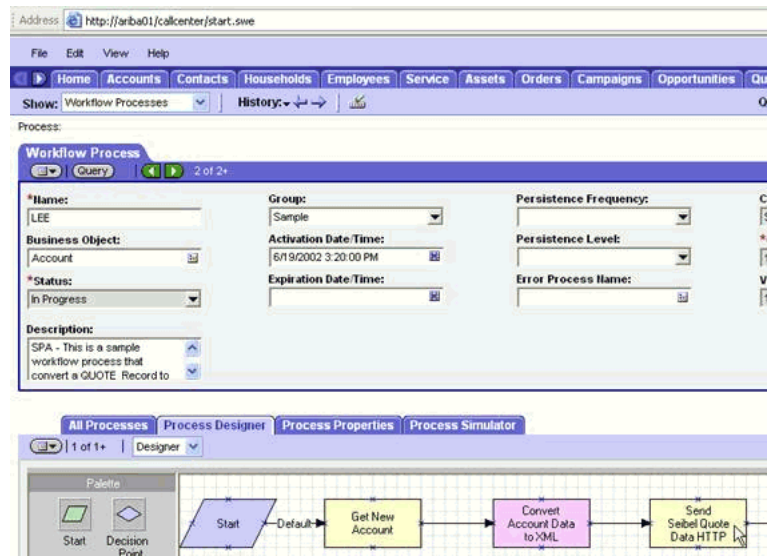 Address http://ariba01/callcenter/start.swe
File Edit View Help
Home Accounts Contacts Households Employees Service Assets Orders Campaigns Opportunities Qu
Show: Workflow Processes History:
Process:
Workflow Process
Query 2 of 2+
*Name: Group: Persistence Frequency:
LEE Sample
Business Object: Activation Date/Time: Persistence Level:
Account 6/19/2002 3:20:00 PM
*Status: Expiration Date/Time: Error Process Name:
In Progress
Description:
SPA - This is a sample
workflow process that
convert a QUOTE Record to
All Processes Process Designer Process Properties Process Simulator
1 of 1+ Designer
Palette
Start
Decision
Point
Start
Default
Get New
Account
Convert
Account Data
to XML
Send
Seibel Quote
Data HTTP